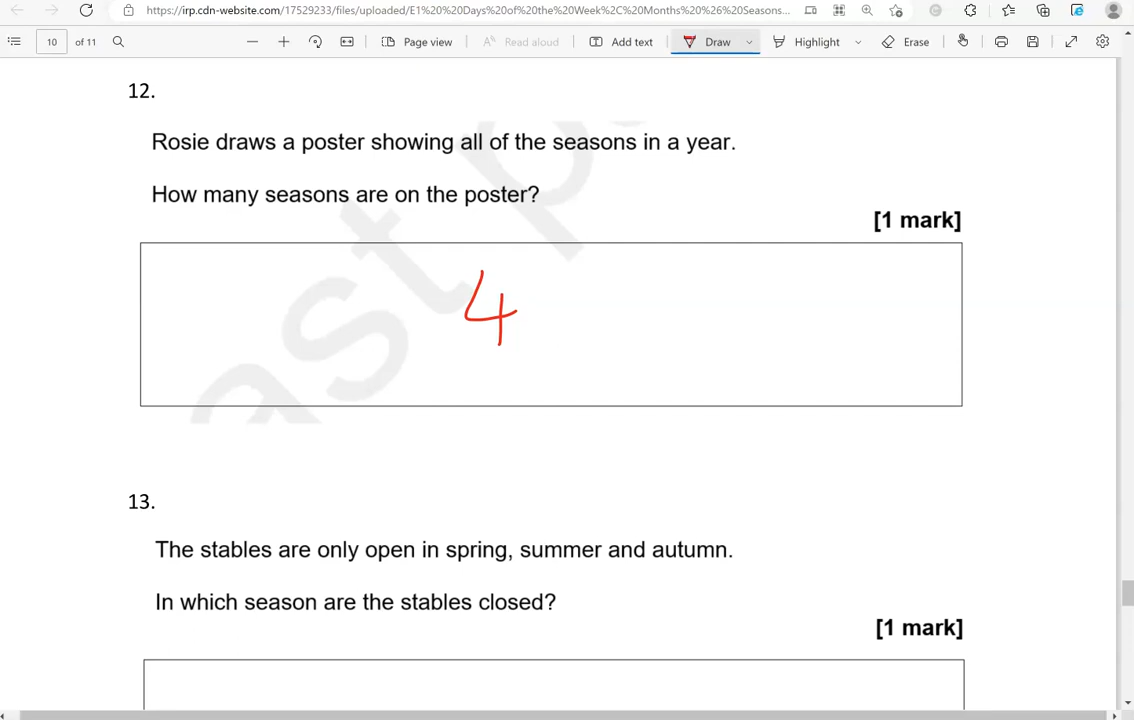 https://irp.cdn-website.com/17529233/files/uploaded/E1%20%20Days%20of%20the%20Week%2C%20Months%20%26%20Seasons...
10 of 11
Page view
Read aloud
Add text
Draw
Highlight
Erase
12.
Rosie draws a poster showing all of the seasons in a year.
How many seasons are on the poster?
[1 mark]
4
ast p
13.
The stables are only open in spring, summer and autumn.
In which season are the stables closed?
[1 mark]